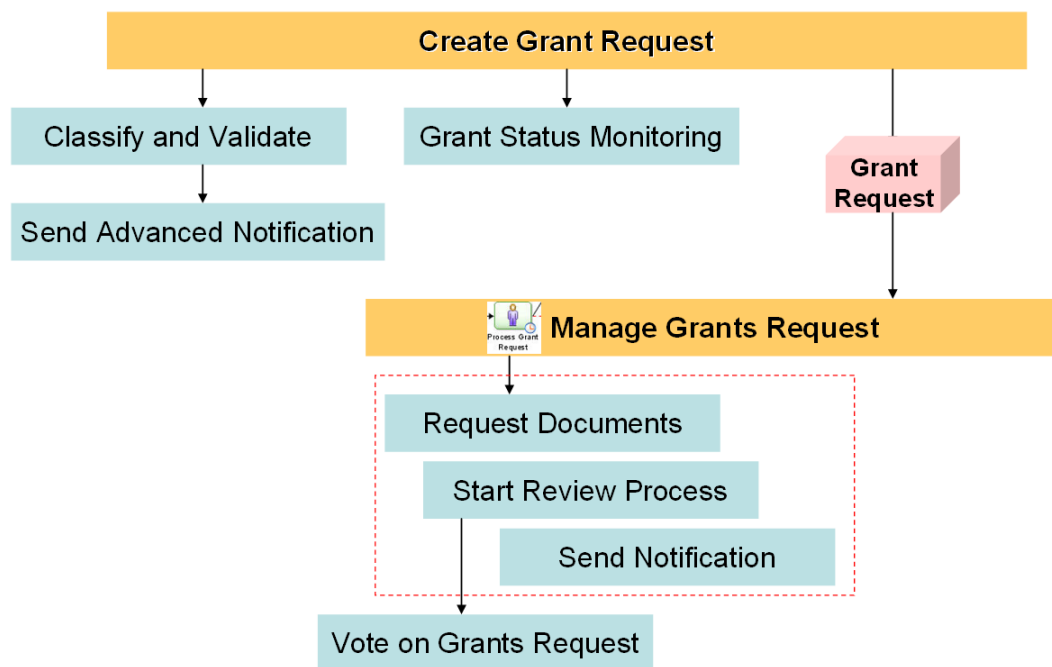 Create Grant Request
Classify and Validate
Grant Status Monitoring
Grant
Request
Send Advanced Notification
Process Grant
Request
Manage Grants Request
Request Documents
Start Review Process
Send Notification
Vote on Grants Request